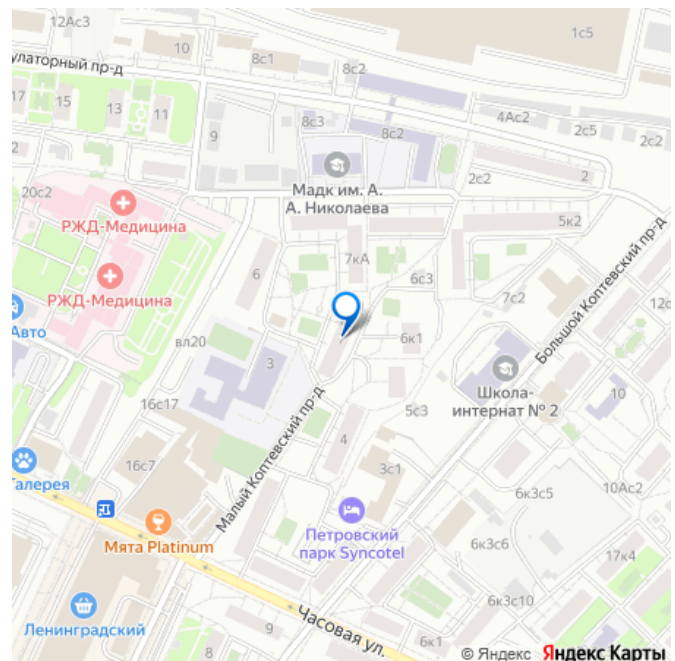 12Ас3
10
8с1
1с5
улаторный пр-д
8с2
17
15
13
11
9
8с3
8с2
4Ас2
2с5
2с2
2
20с2
Мадк им. А.
А. Николаева
2с2
2
РЖД-Медицина
5к2
7кА
6
6с3
РЖД-Медицина
7с2
Большой Коптевский пр-д
12с
Авто
вл20
6к1
3
16с17
Школа-
интернат № 2
10
5с3
Малый Коптевский пр-д
4
16с7
3с1
Галерея
6к3с5
10Ас2
Мята Platinum
Петровский
парк Syncotel
6к3с6
17к4
6к3с10
Ленинградский
Часовая ул.
8
9
6к1
© Яндекс Яндекс Карты